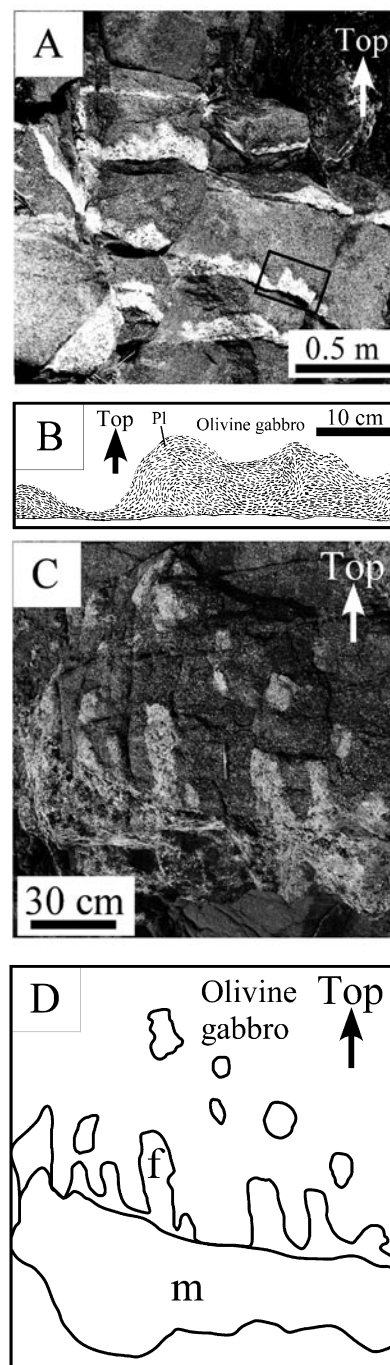 A
Top
0.5 m
B
Top
Pl
Olivine gabbro
10 cm
C
Top
30 cm
D
Olivine
gabbro
Top
f
m